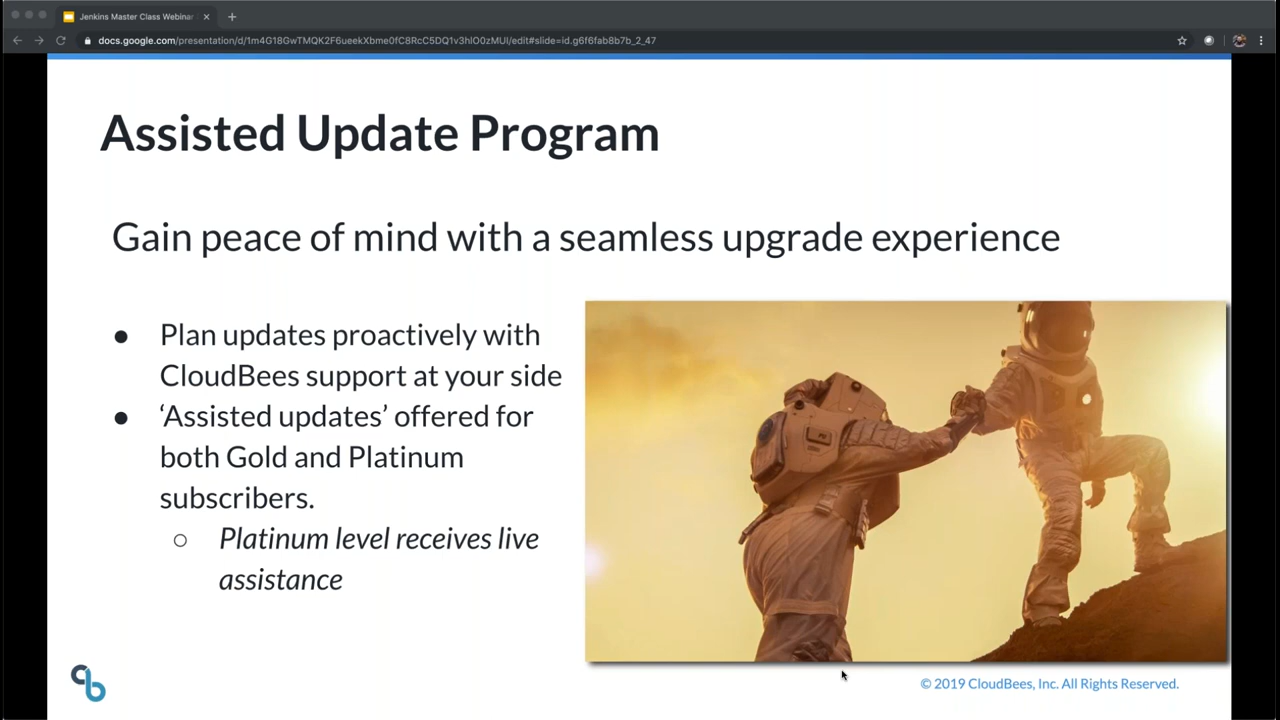 Jenkins Master Class Webinar
docs.google.com/presentation/d/1m4G18GwTMQK2F6ueekXbme0fC8RcC5DQ1v3hlO0zMUI/edit#slide=id.g6f6fab8b7b_2_47
Assisted Update Program
Gain peace of mind with a seamless upgrade experience
● Plan updates proactively with
CloudBees support at your side
● ‘Assisted updates’ offered for
both Gold and Platinum
subscribers.
○ Platinum level receives live
assistance
© 2019 CloudBees, Inc. All Rights Reserved.